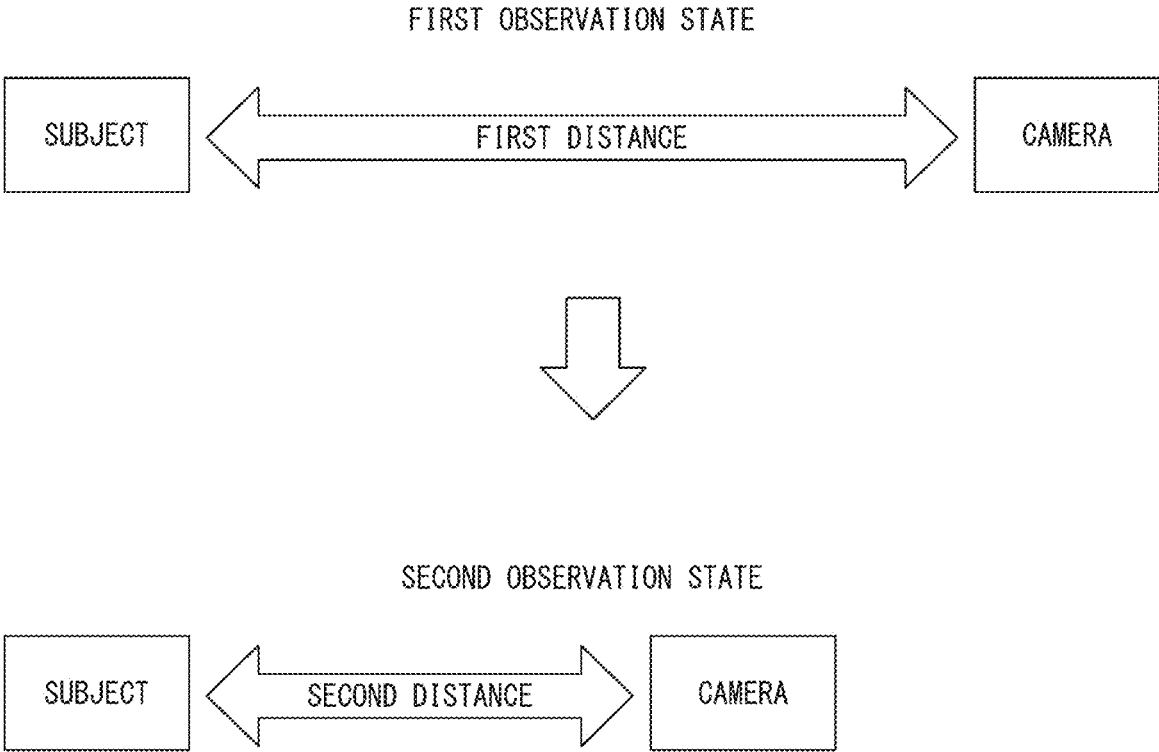 FIRST OBSERVATION STATE
SUBJECT FIRST DISTANCE CAMERA
SECOND OBSERVATION STATE
SUBJECT SECOND DISTANCE CAMERA